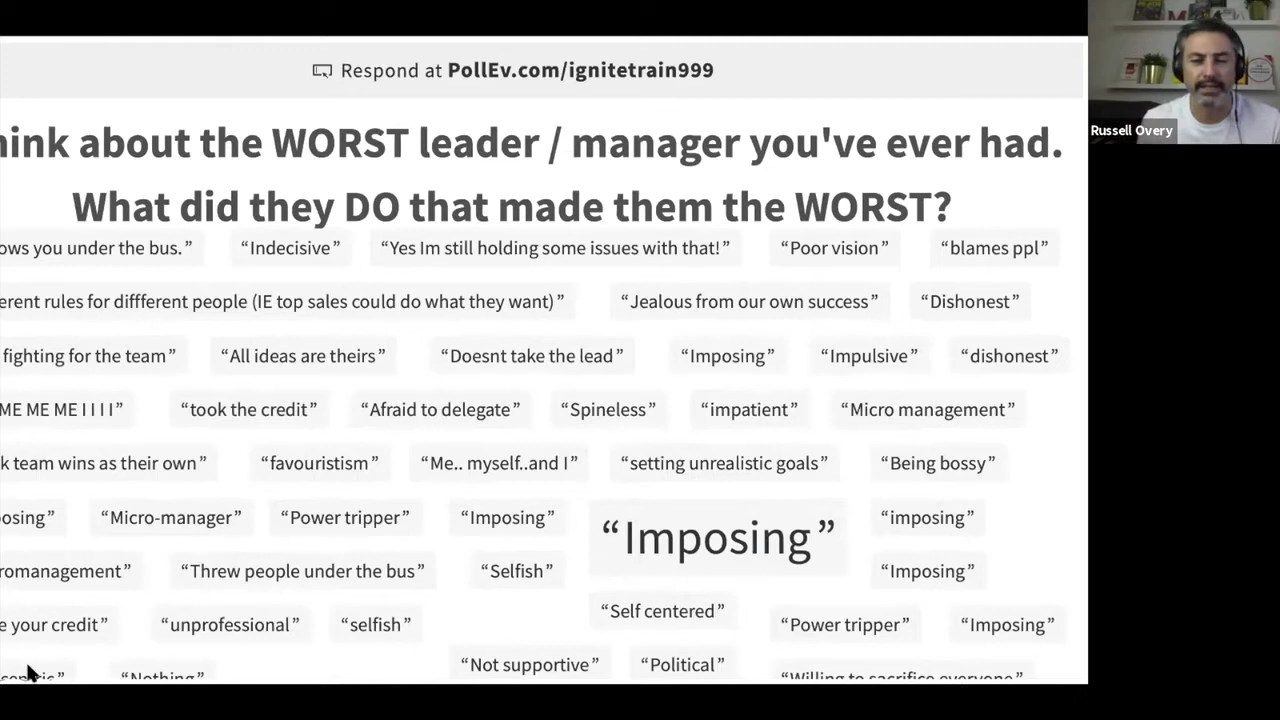 Respond at PollEv.com/ignitetrain999
Russell Overy
about the WORST leader / manager you've ever had.
What did they DO that made them the WORST?
you under the bus.” “Indecisive” “Yes Im still holding some issues with that!” “Poor vision” “blames ppl”
rules for diffferent people (IE top sales could do what they want)” “Jealous from our own success” “Dishonest”
fighting for the team” “All ideas are theirs” “Doesnt take the lead” “Imposing” “Impulsive” “dishonest”
ME ME ME I I I I” “took the credit” “Afraid to delegate” “Spineless” “impatient” “Micro management”
team wins as their own” “favouristism” “Me.. myself..and I” “setting unrealistic goals” “Being bossy”
“Micro-manager” “Power tripper” “Imposing” “Imposing” “imposing”
“Threw people under the bus” “Selfish” “Imposing”
your credit” “unprofessional” “selfish” “Self centered” “Power tripper” “Imposing”
“Nothing” “Not supportive” “Political” “Willing to sacrifice everyone”